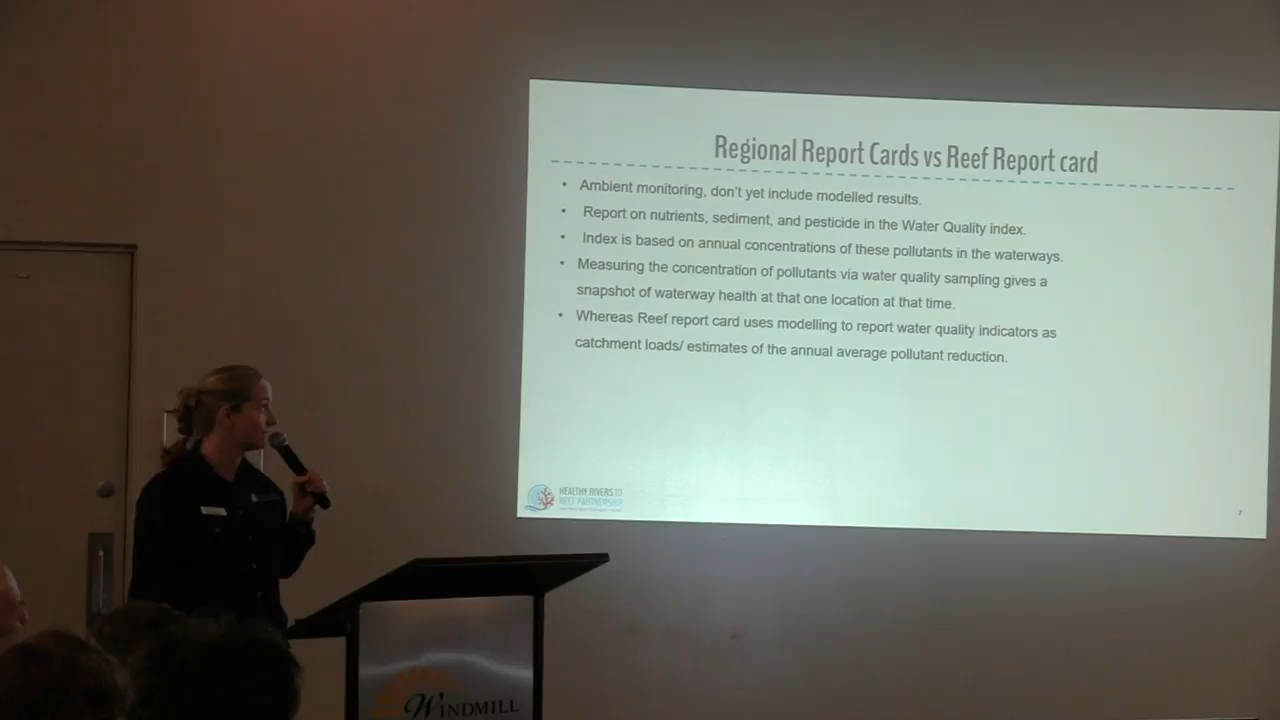 Regional Report Cards vs Reef Report card
• Ambient monitoring, don't yet include modelled results.
• Report on nutrients, sediment, and pesticide in the Water Quality index.
• Index is based on annual concentrations of these pollutants in the waterways.
• Measuring the concentration of pollutants via water quality sampling gives a
snapshot of waterway health at that one location at that time.
• Whereas Reef report card uses modelling to report water quality indicators as
catchment loads/ estimates of the annual average pollutant reduction.
HEALTHY RIVERS TO
REEF PARTNERSHIP
7
WINDMILL